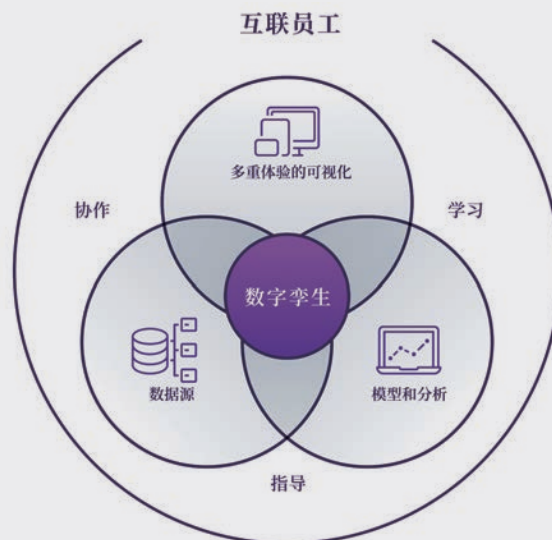 互联员工
多重体验的可视化
协作
学习
数字孪生
数据源
模型和分析
指导